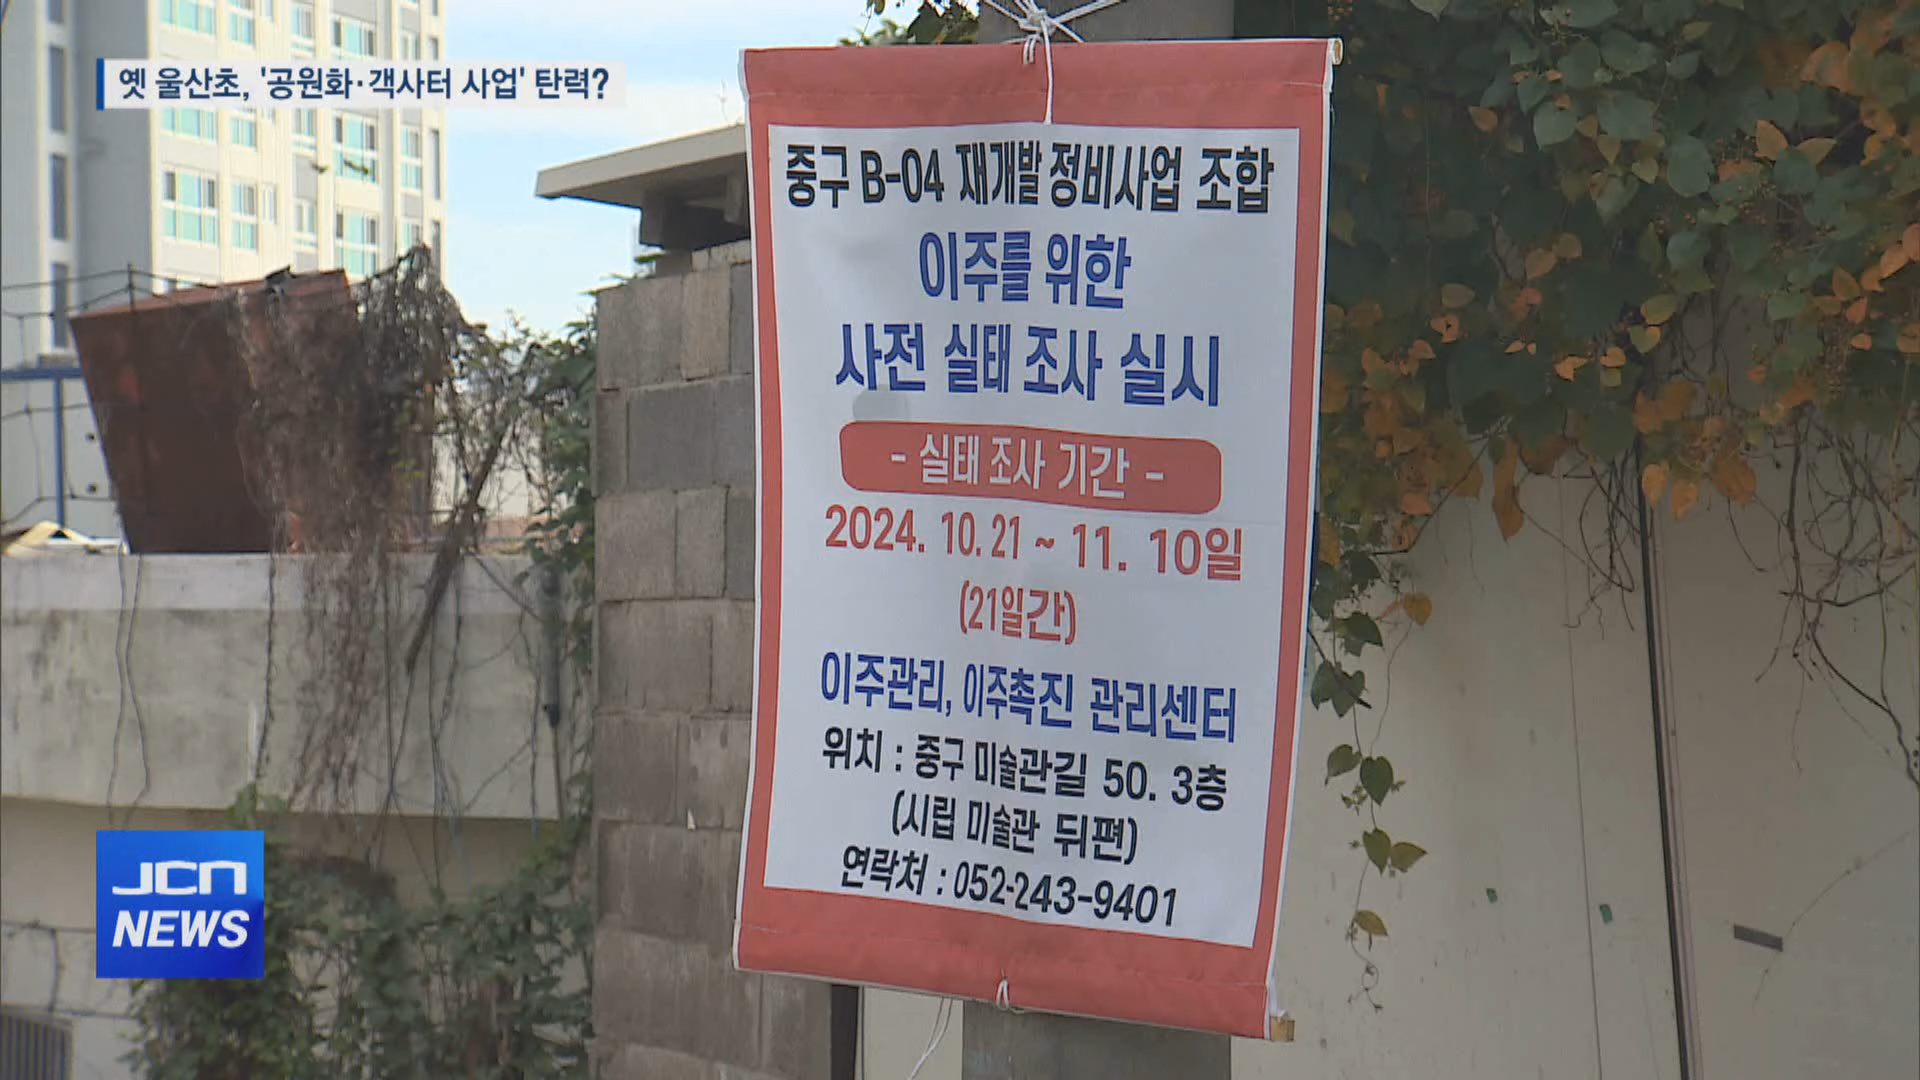 옛 울산초, '공원화·객사터 사업' 탄력?
중구 B-04 재개발 정비사업 조합
이주를 위한
사전 실태 조사 실시
- 실태 조사 기간 -
2024. 10. 21 ~ 11. 10일
(21일간)
이주관리, 이주촉진 관리센터
위치 : 중구 미술관길 50. 3층
(시립 미술관 뒤편)
연락처 : 052-243-9401
JCN
NEWS